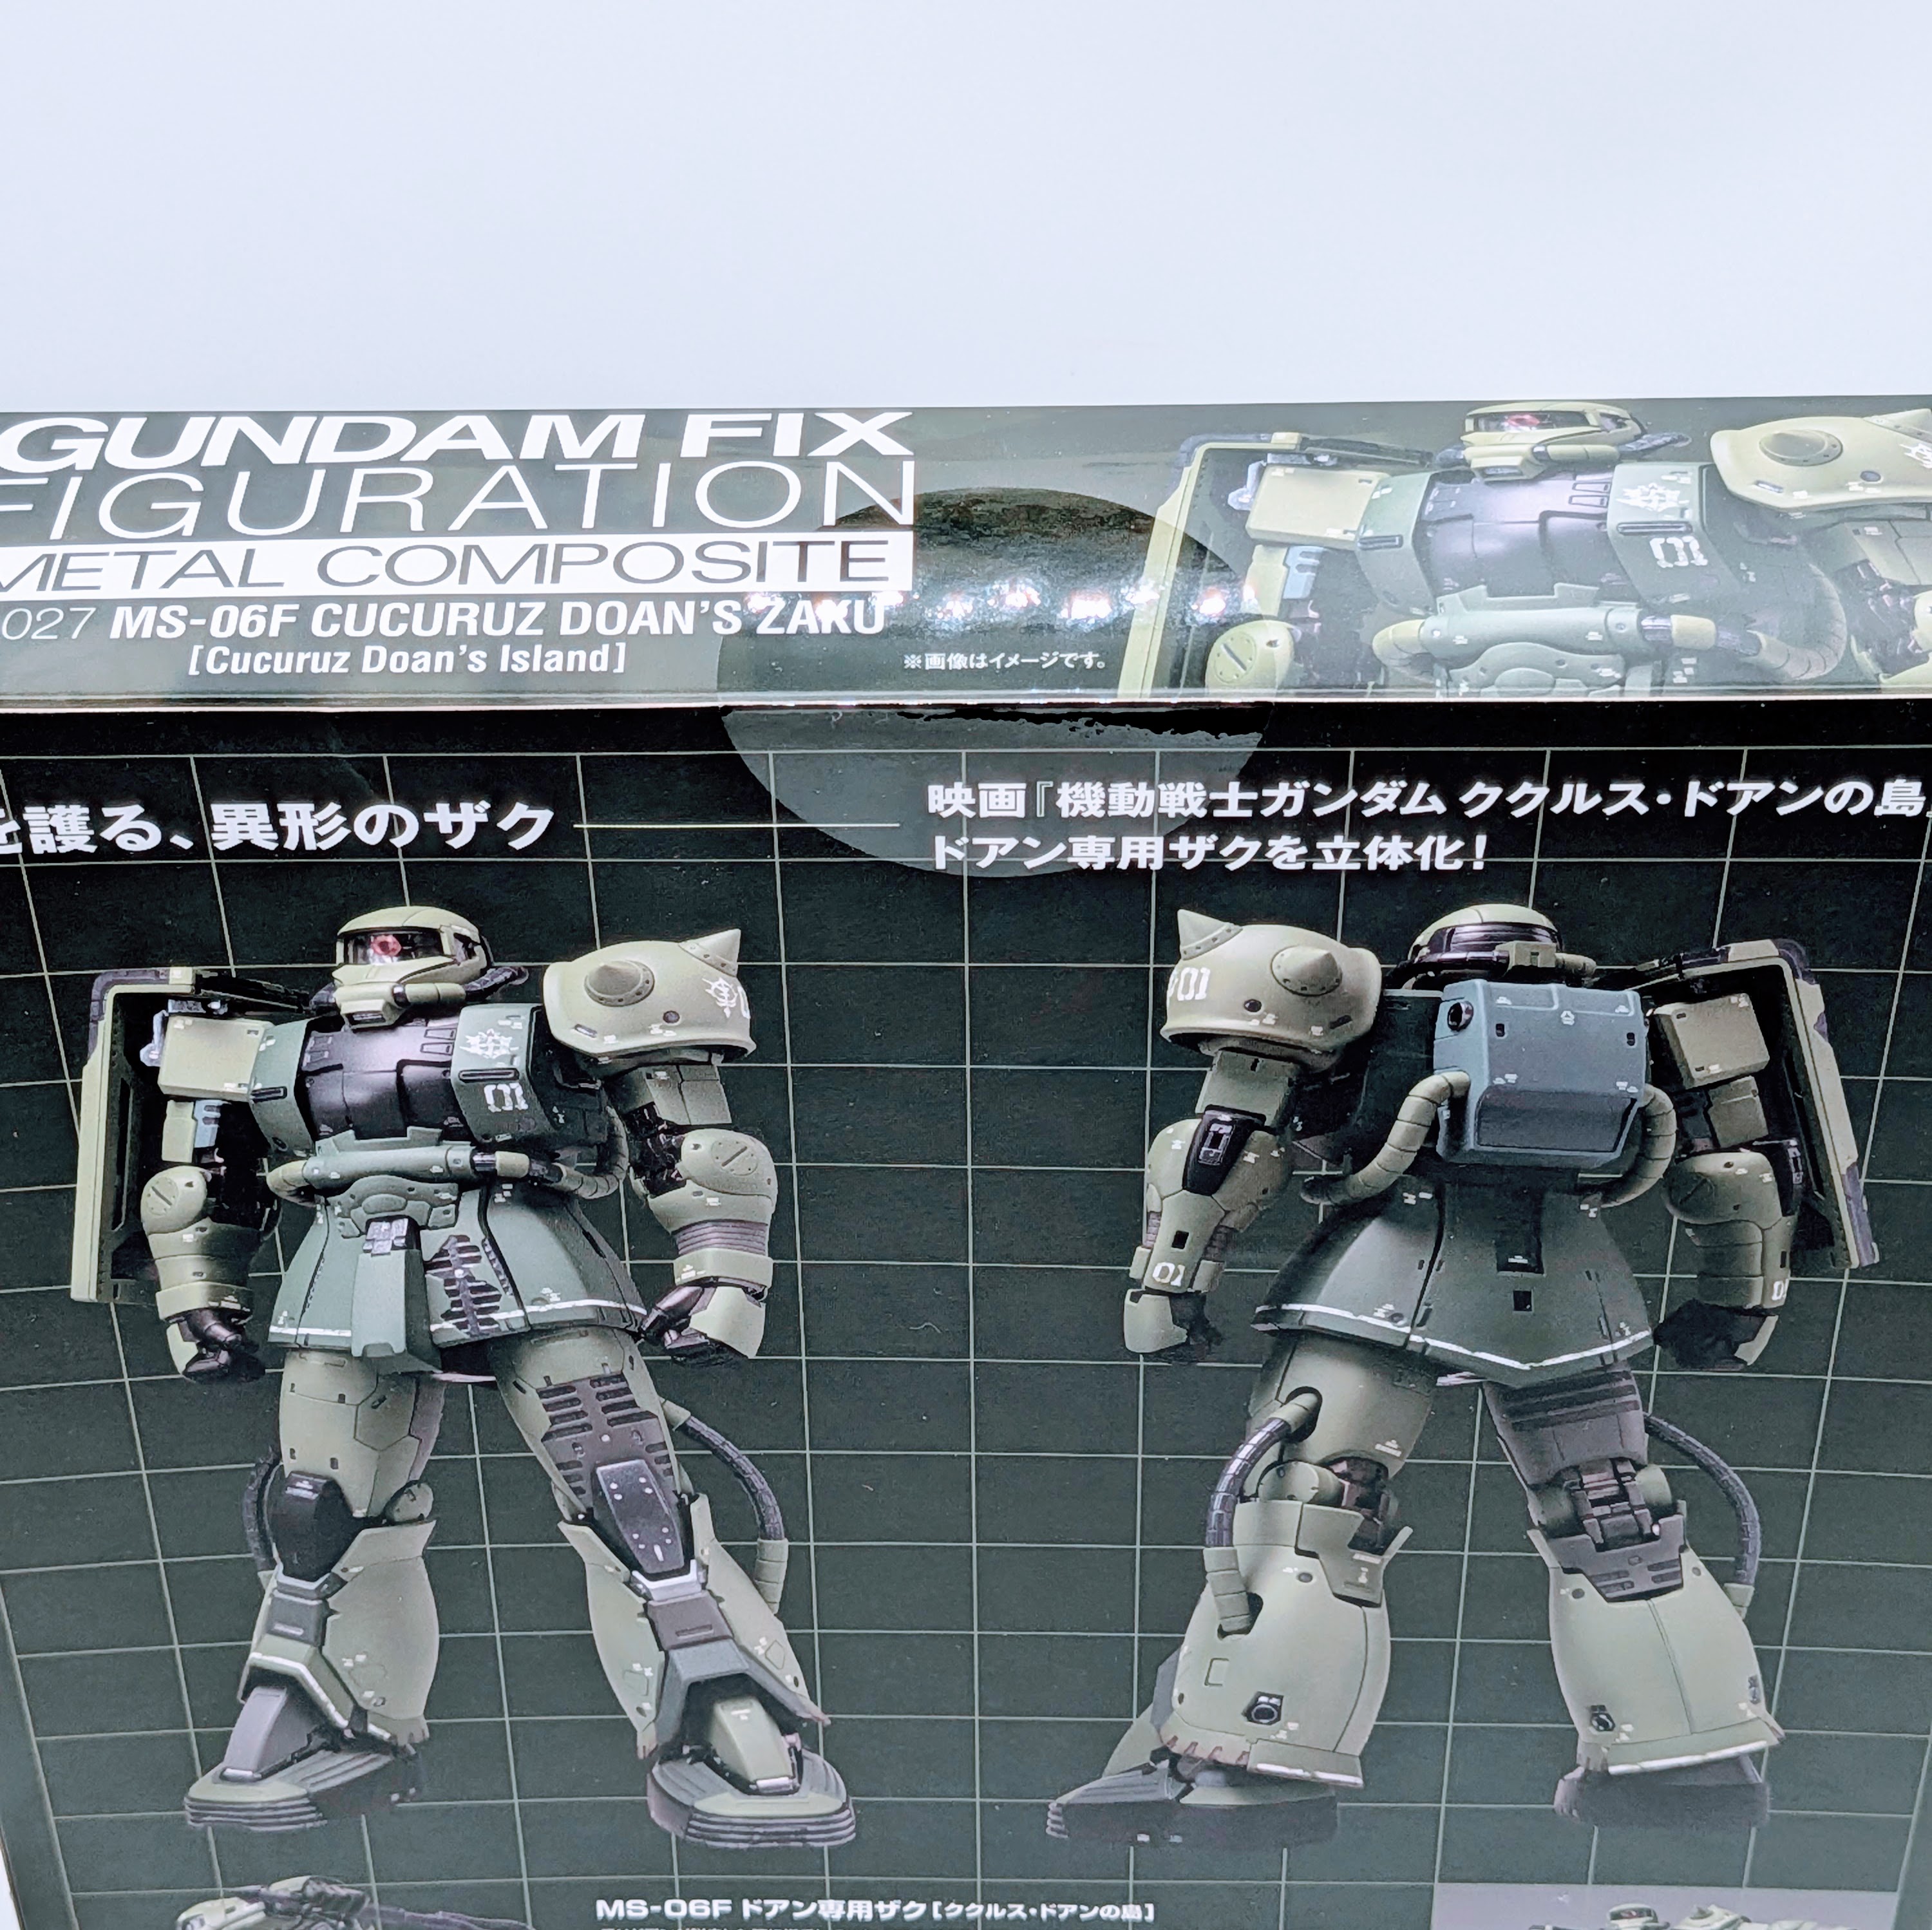 GUNDAM FIX
FIGURATION
METAL COMPOSITE
027 MS-06F CUCURUZ DOAN'S ZAKU
[Cucuruz Doan's Island]
※画像はイメージです。
01
を護る、異形のザク
映画『機動戦士ガンダム ククルス・ドアンの島
ドアン専用ザクを立体化!
01
01
01
MS-06F ドアン専用ザク[ククルス・ドアンの島]